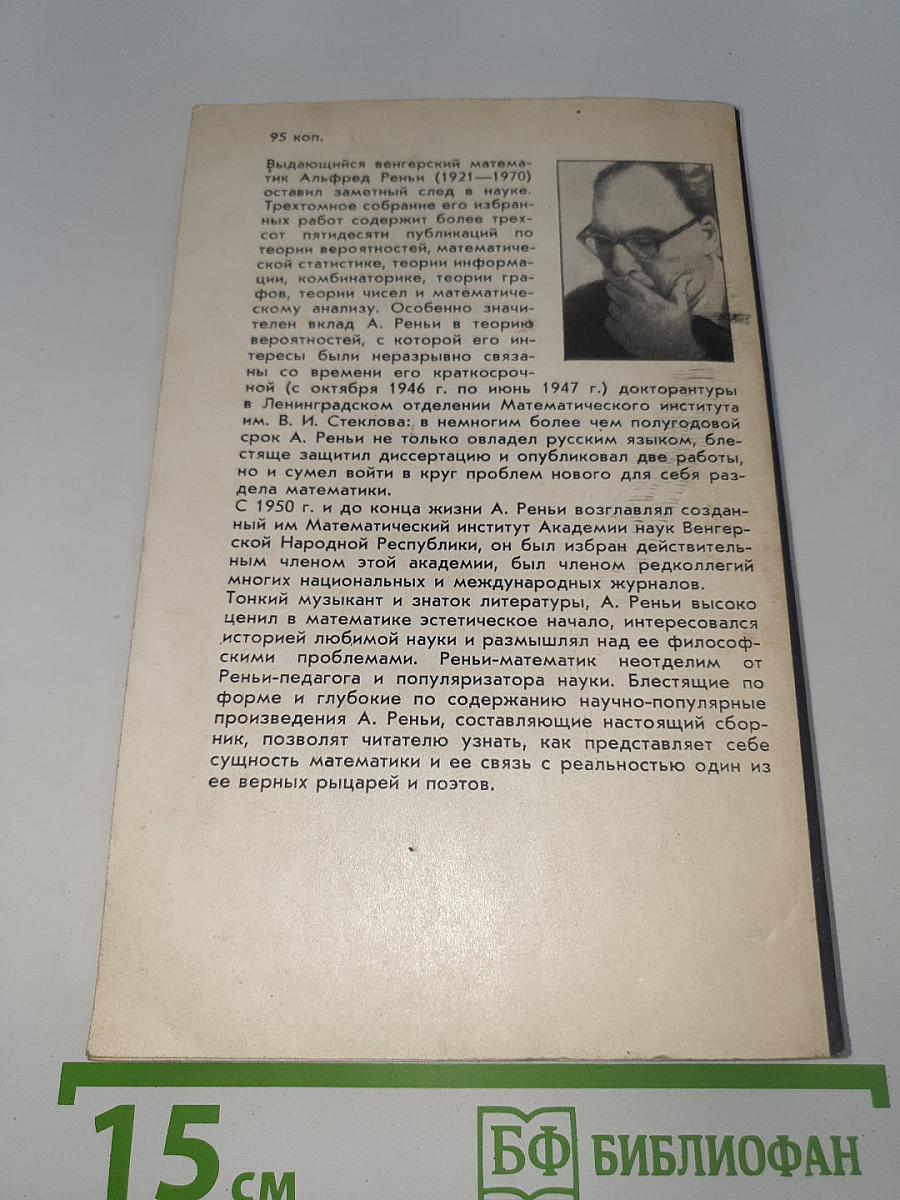 95 коп.
Выдающийся венгерский матема-
тик Альфред Реньи (1921—1970)
оставил заметный след в науке.
Трехтомное собрание его избран-
ных работ содержит более трех-
сот пятидесяти публикаций по
теории вероятностей, математиче-
ской статистике, теории информа-
ции, комбинаторике, теории гра-
фов, теории чисел и математиче-
скому анализу. Особенно значи-
телен вклад А. Реньи в теорию
вероятностей, с которой его ин-
тересы были неразрывно связа-
ны со времени его краткосроч-
ной (с октября 1946 г. по июнь 1947 г.) докторантуры
в Ленинградском отделении Математического института
им. В. И. Стеклова: в немногим более чем полугодовой
срок А. Реньи не только овладел русским языком, бле-
стяще защитил диссертацию и опубликовал две работы,
но и сумел войти в круг проблем нового для себя раз-
дела математики.
С 1950 г. и до конца жизни А. Реньи возглавлял создан-
ный им Математический институт Академии наук Венгер-
ской Народной Республики, он был избран действитель-
ным членом этой академии, был членом редколлегий
многих национальных и международных журналов.
Тонкий музыкант и знаток литературы, А. Реньи высоко
ценил в математике эстетическое начало, интересовался
историей любимой науки и размышлял над ее философ-
скими проблемами. Реньи-математик неотделим от
Реньи-педагога и популяризатора науки. Блестящие по
форме и глубокие по содержанию научно-популярные
произведения А. Реньи, составляющие настоящий сбор-
ник, позволят читателю узнать, как представляет себе
сущность математики и ее связь с реальностью один из
ее верных рыцарей и поэтов.
15 см
БФ БИБЛИОФАН